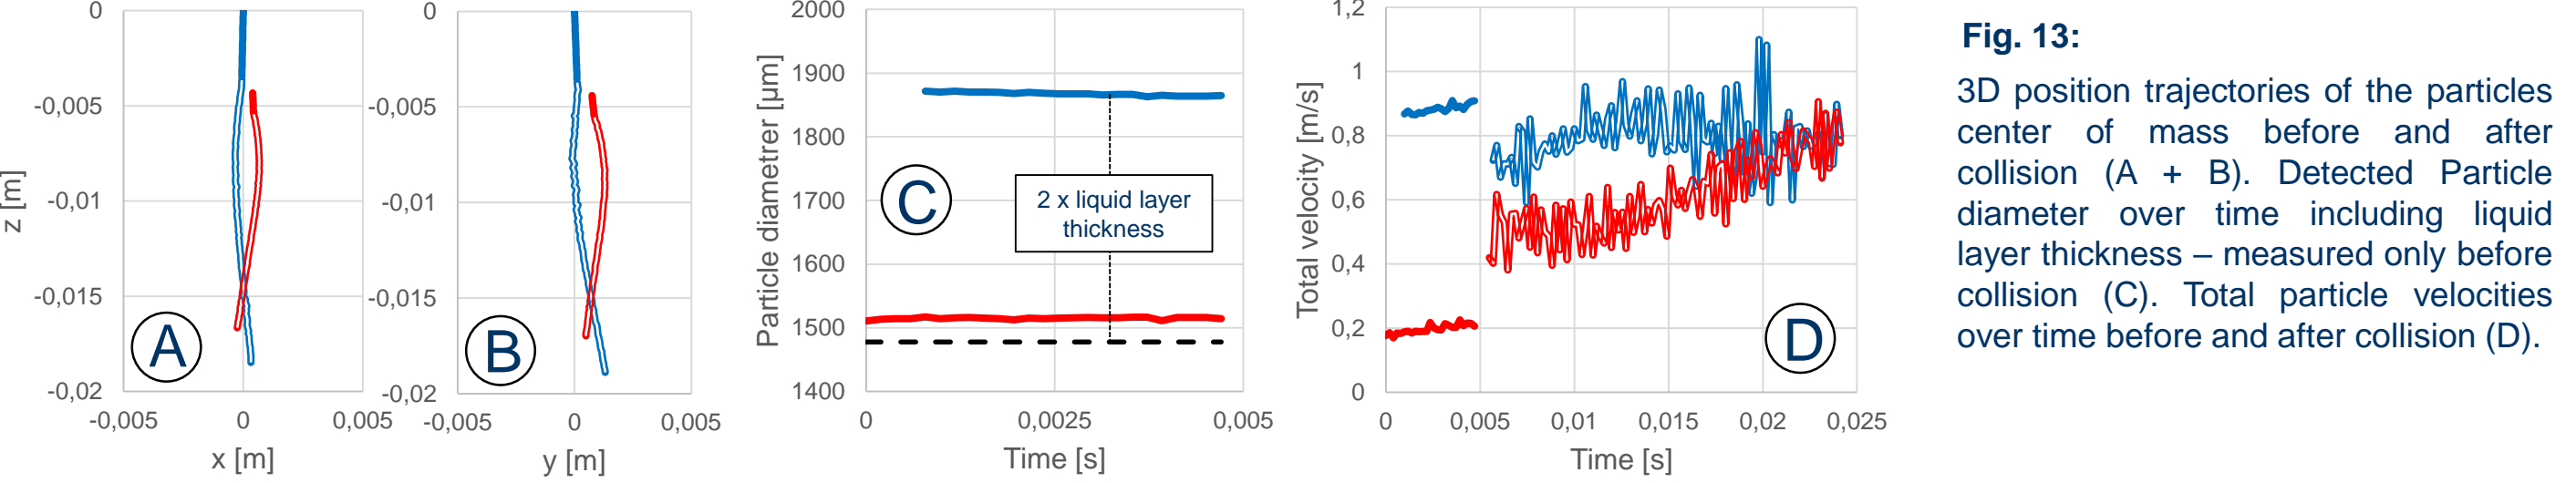 0
-0,005
-0,01
-0,015
-0,02
z [m]
-0,005
0
0,005
x [m]
A
0
-0,005
-0,01
-0,015
-0,02
-0,005
0
0,005
y [m]
B
2000
1900
1800
1700
1600
1500
1400
Particle diametrer [µm]
0
0,0025
0,005
Time [s]
C
2 x liquid layer
thickness
1,2
1
0,8
0,6
0,4
0,2
0
Total velocity [m/s]
0
0,005
0,01
0,015
0,02
0,025
Time [s]
D
Fig. 13:
3D position trajectories of the particles
center of mass before and after
collision (A + B). Detected Particle
diameter over time including liquid
layer thickness – measured only before
collision (C). Total particle velocities
over time before and after collision (D).